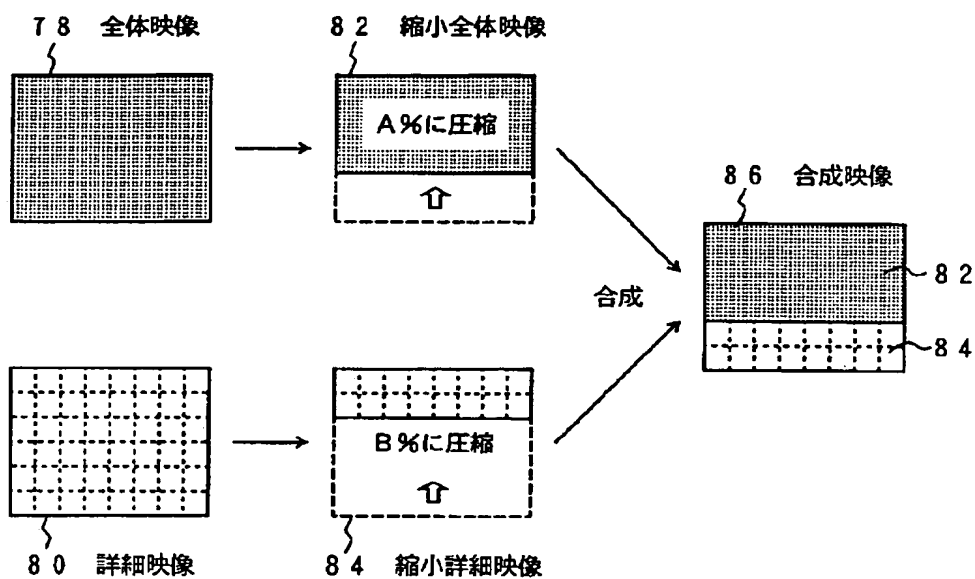 78 全体映像
82 縮小全体映像
A%に圧縮
86 合成映像
82
合成
84
B%に圧縮
80 詳細映像
84 縮小詳細映像